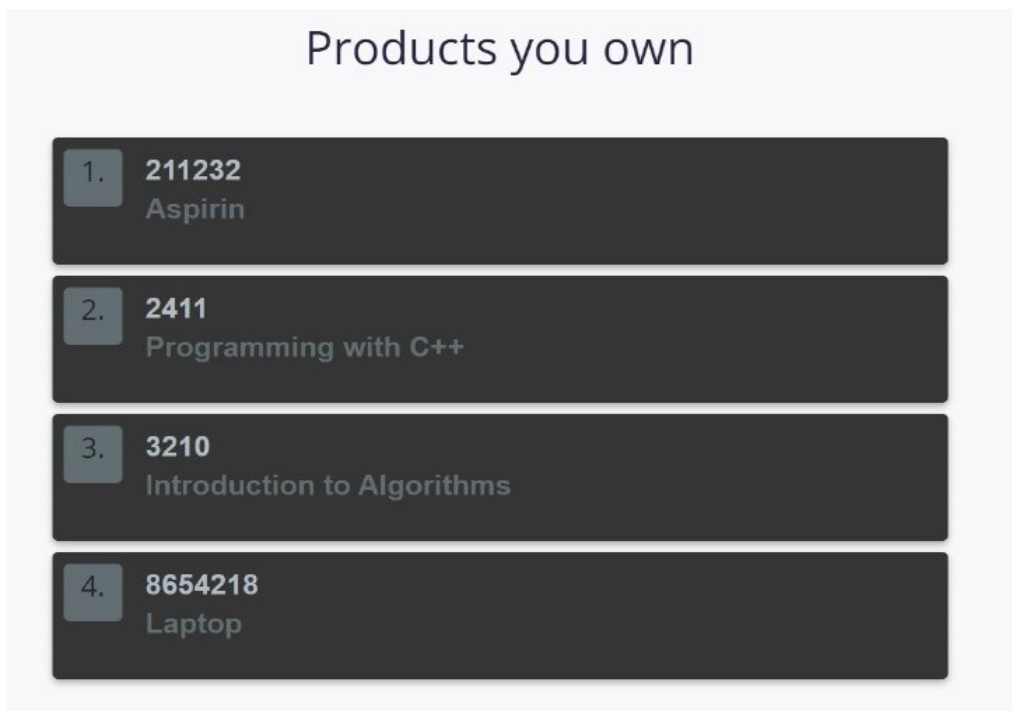 Products you own
1.
211232
Aspirin
2.
2411
Programming with C++
3.
3210
Introduction to Algorithms
4.
8654218
Laptop